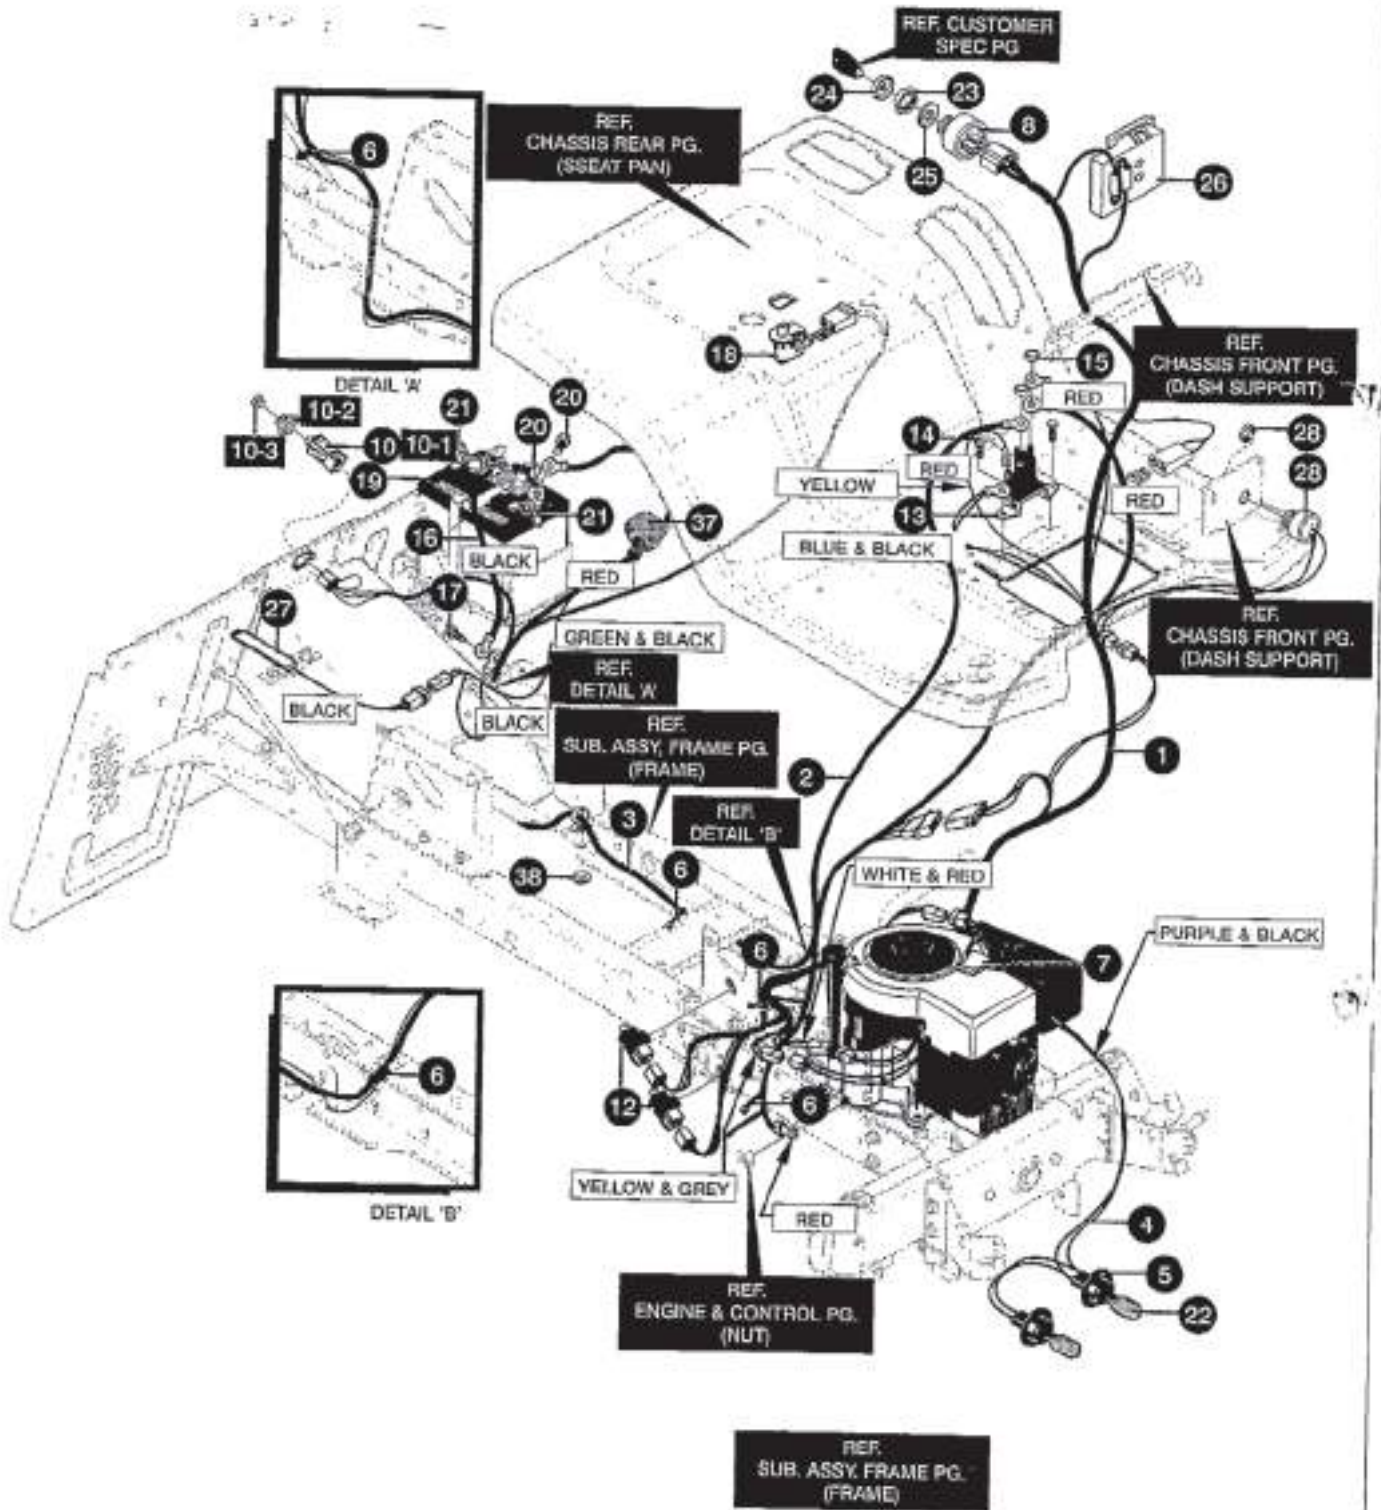 REF. CUSTOMER
SPEC PG
24
23
8
25
26
REF.
CHASSIS REAR PG.
(SSEAT PAN)
6
DETAIL 'A'
18
15
RED
REF.
CHASSIS FRONT PG.
(DASH SUPPORT)
21
20
20
10-2
10
10-1
10-3
19
14
RED
28
28
YELLOW
13
RED
21
37
16
BLACK
RED
BLUE & BLACK
17
27
GREEN & BLACK
REF.
DETAIL 'A'
REF.
CHASSIS FRONT PG.
(DASH SUPPORT)
BLACK
BLACK
REF.
SUB. ASSY, FRAME PG.
(FRAME)
2
1
3
REF.
DETAIL 'B'
38
6
WHITE & RED
PURPLE & BLACK
6
7
6
12
6
DETAIL 'B'
YELLOW & GREY
RED
4
5
22
REF.
ENGINE & CONTROL PG.
(NUT)
REF.
SUB. ASSY. FRAME PG.
(FRAME)